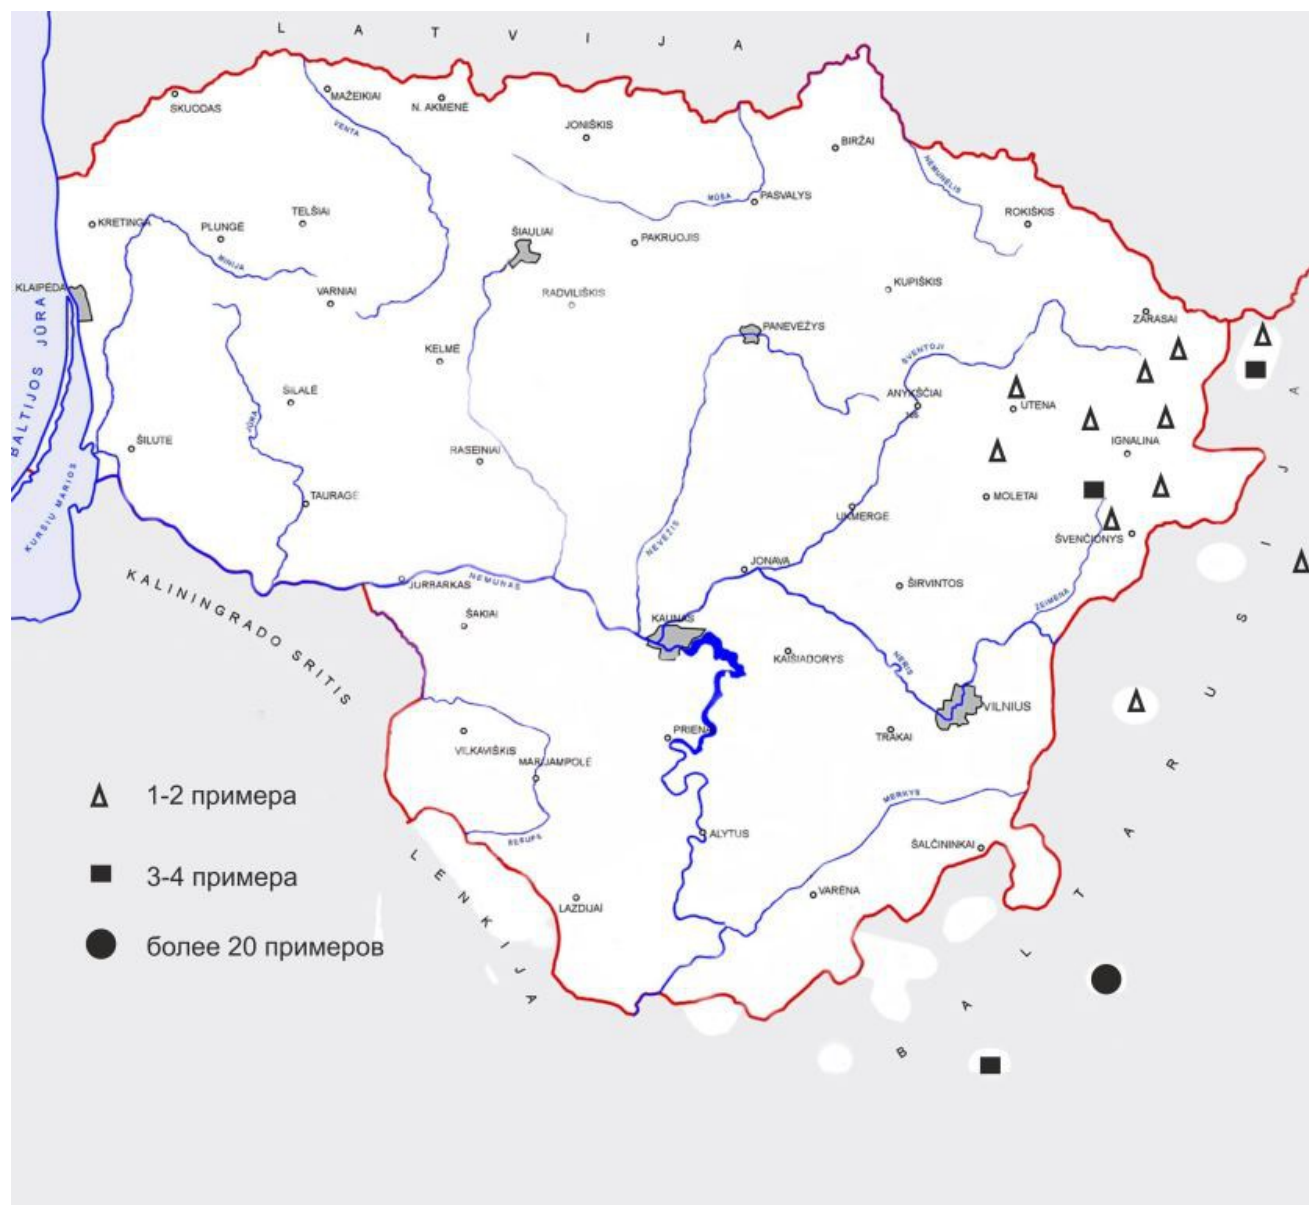 L A T V I J A
SKUODAS
MAŽEIKIAI
N. AKMENĖ
VENTA
JONIŠKIS
BIRŽAI
NEMUNĖLIS
MŪŠA
PASVALYS
KRETINGA
PLUNGĖ
TELŠIAI
ŠIAULIAI
PAKRUOJIS
ROKIŠKIS
MINIJA
KLAIPĖDA
VARNIAI
RADVILIŠKIS
KUPIŠKIS
PANEVĖŽYS
ZARASAI
BALTIJOS JŪRA
KELMĖ
ŠVENTOJI
ŠILALĖ
JŪRA
ANYKŠČIAI
UTENA
ŠILUTĖ
RASEINIAI
IGNALINA
KURŠIŲ MARIOS
TAURAGĖ
MOLĖTAI
UKMERGĖ
NEVĖŽIS
ŠVENČIONYS
JONAVA
KALININGRADO SRITIS
JURBARKAS
NEMUNAS
ŠIRVINTOS
ŽEIMENA
ŠAKIAI
KAUNAS
KAIŠIADORYS
NERIS
VILNIUS
VILKAVIŠKIS
PRIENA
TRAKAI
MARIJAMPOLĖ
MERKYS
1-2 примера
ŠEŠUPĖ
ALYTUS
ŠALČININKAI
3-4 примера
LENKIJA
LAZDIJAI
VARĖNA
более 20 примеров
BALTARUSIJA